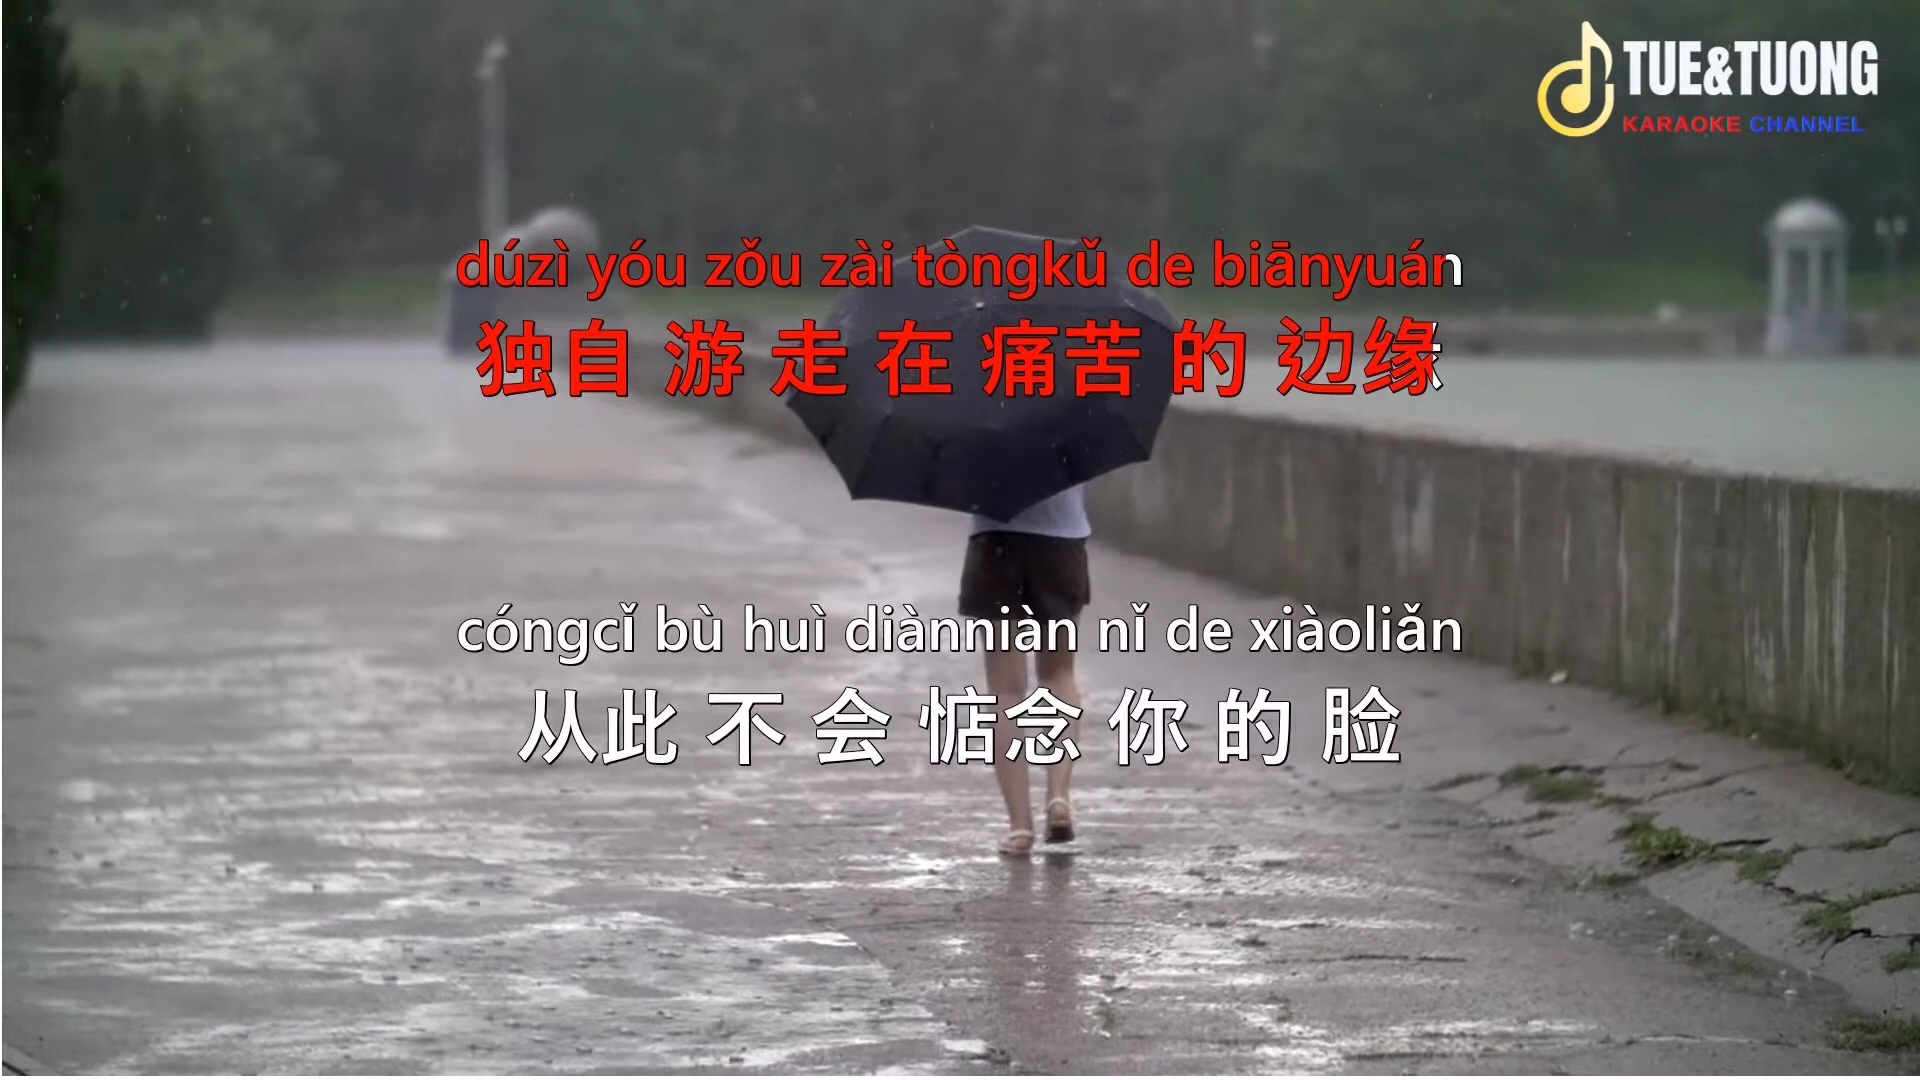 TUE&TUONG
KARAOKE CHANNEL
dúzì yóu zǒu zài tòngkǔ de biānyuán
独自 游 走 在 痛苦 的 边缘
cóngcǐ bù huì diànniàn nǐ de xiàoliǎn
从此 不 会 惦念 你 的 脸